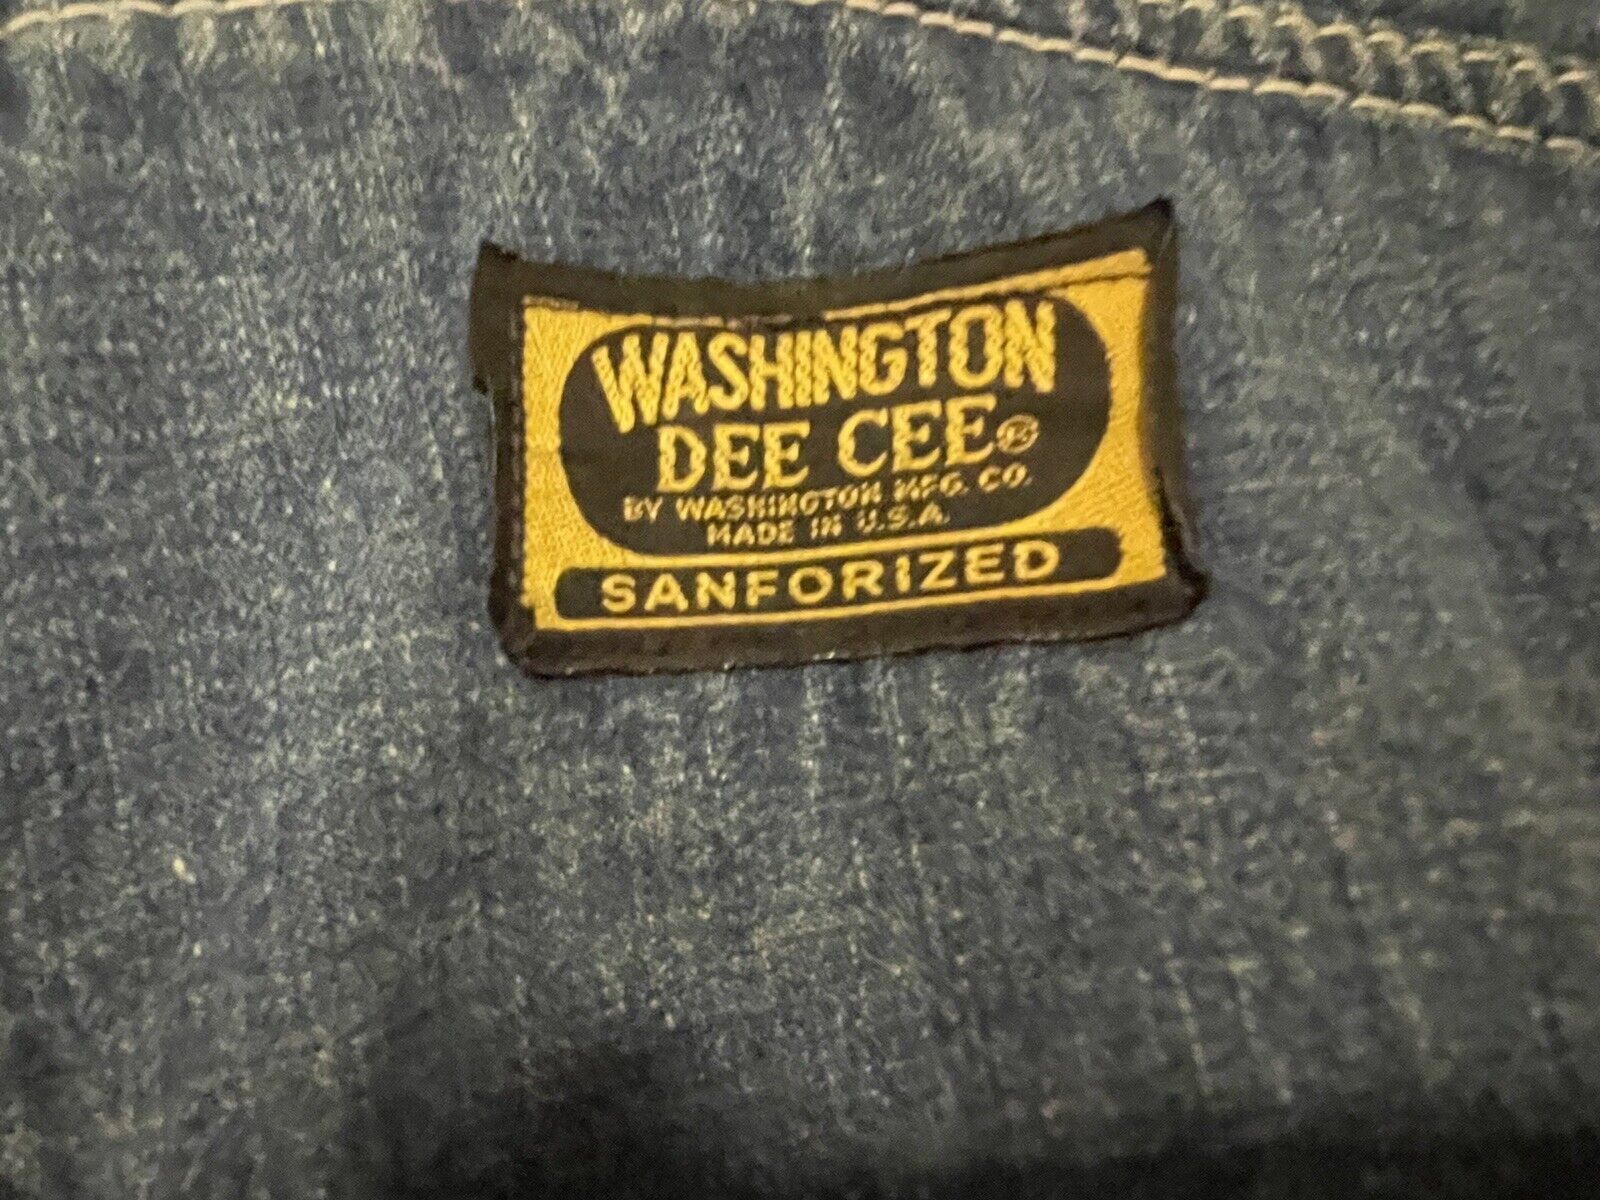 WASHINGTON
DEE CEE®
BY WASHINGTON MFG. CO.
MADE IN U.S.A.
SANFORIZED